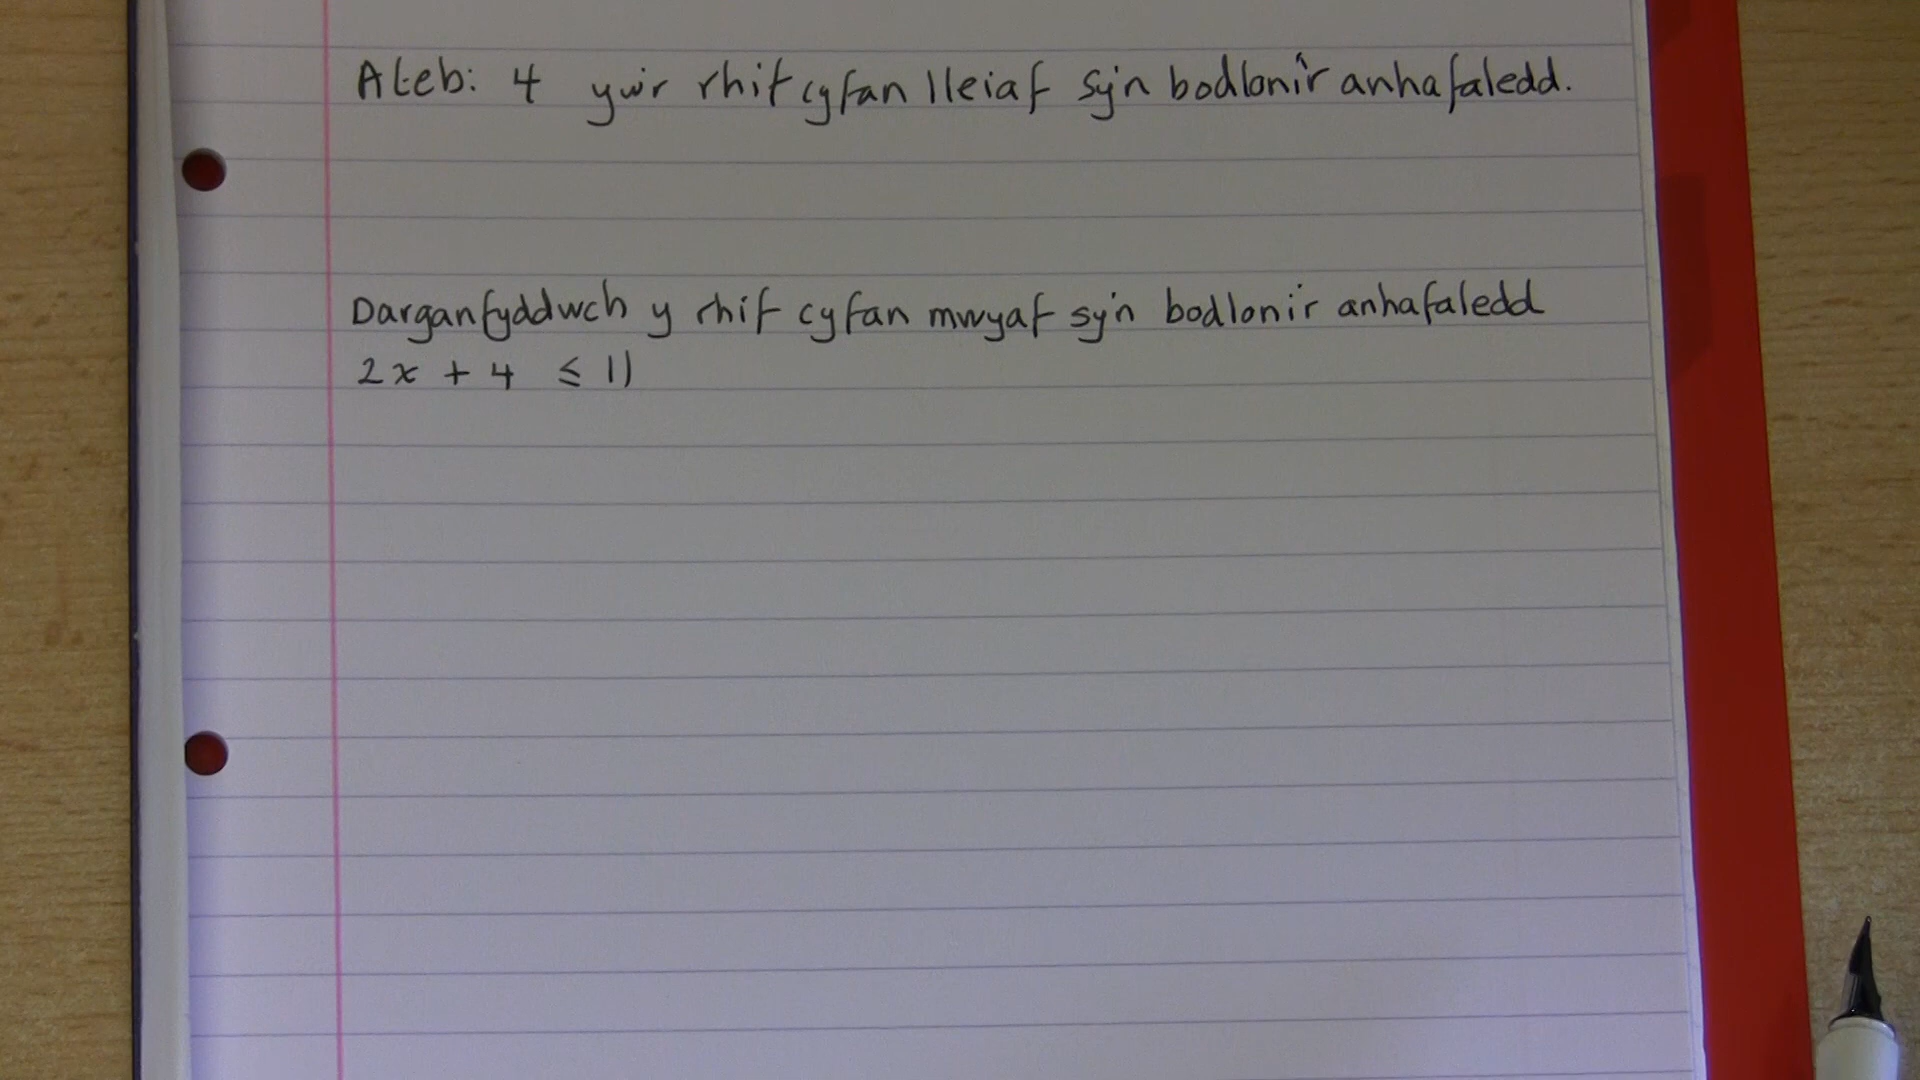 Ateb: 4 yw'r rhif cyfan lleiaf sy'n bodloni'r anhafaledd.
Darganfyddwch y rhif cyfan mwyaf sy'n bodloni'r anhafaledd
2x + 4 ≤ 11